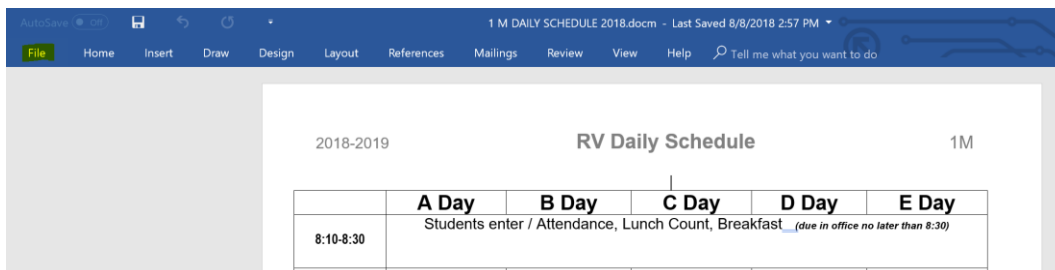 AutoSave Off 1 M DAILY SCHEDULE 2018.docm - Last Saved 8/8/2018 2:57 PM
File Home Insert Draw Design Layout References Mailings Review View Help Tell me what you want to do
2018-2019 RV Daily Schedule 1M
A Day B Day C Day D Day E Day
8:10-8:30 Students enter / Attendance, Lunch Count, Breakfast (due in office no later than 8:30)